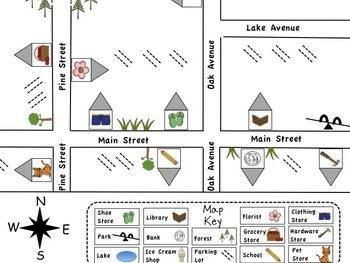 Lake Avenue
Pine Street
Oak Avenue
Main Street
Main Street
Pine Street
Oak Avenue
N
W E
S
Map
Key
Shoe
Store
Library
Florist
Clothing
Store
Park
Bank
Forest
Grocery
Store
Hardware
Store
Lake
Ice Cream
Shop
Parking
Lot
School
Pet
Store